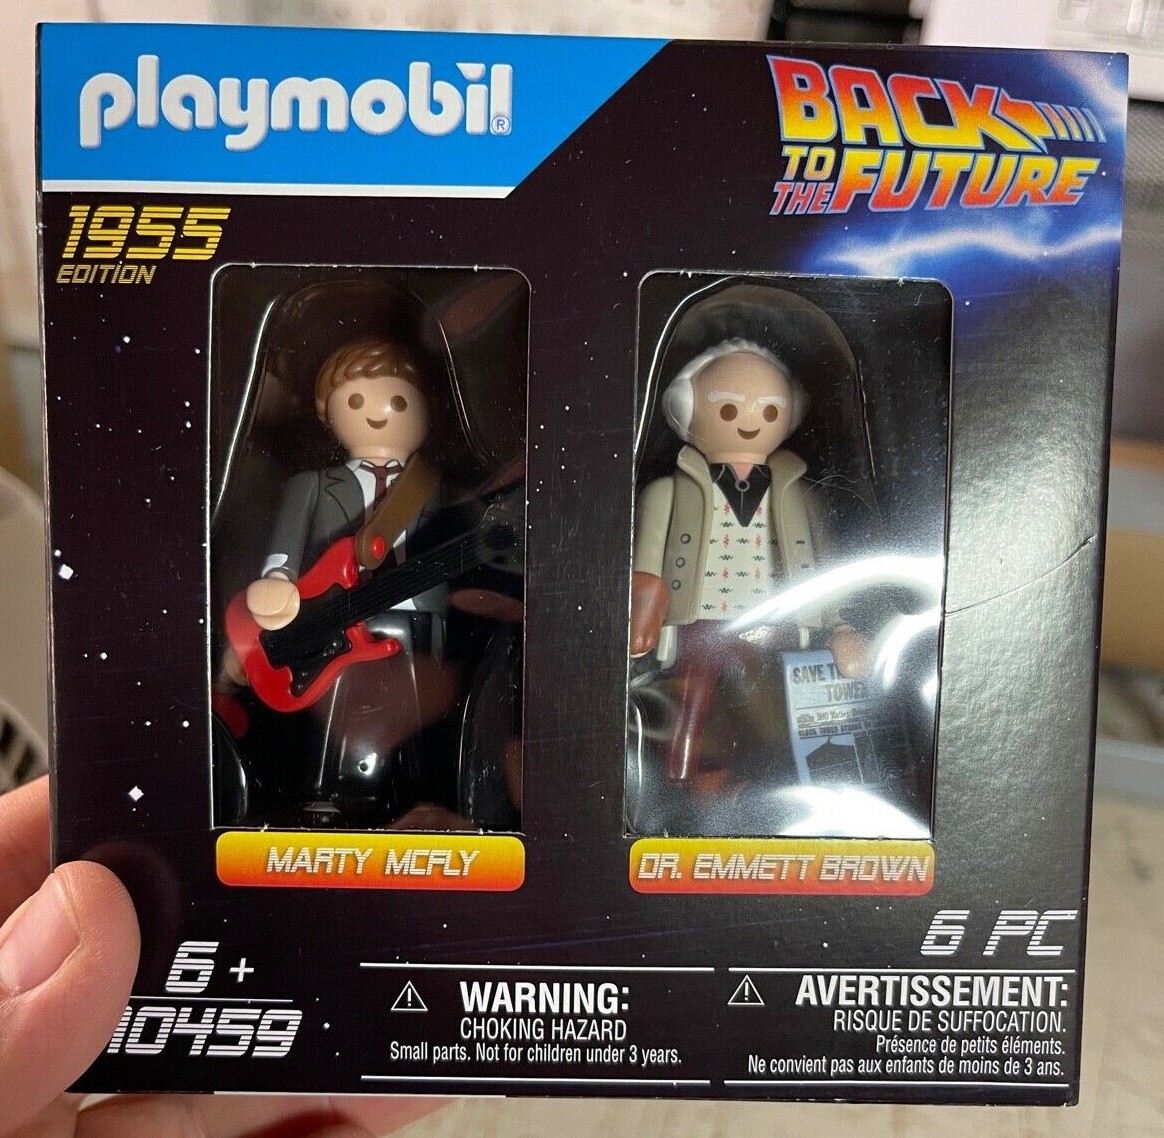 playmobil®
BACK
TO
THE FUTURE
1955
EDITION
SAVE T
TOWE
MARTY MCFLY
DR. EMMETT BROWN
6 PC
6 +
10459
WARNING:
CHOKING HAZARD
Small parts. Not for children under 3 years.
AVERTISSEMENT:
RISQUE DE SUFFOCATION.
Présence de petits éléments.
Ne convient pas aux enfants de moins de 3 ans.